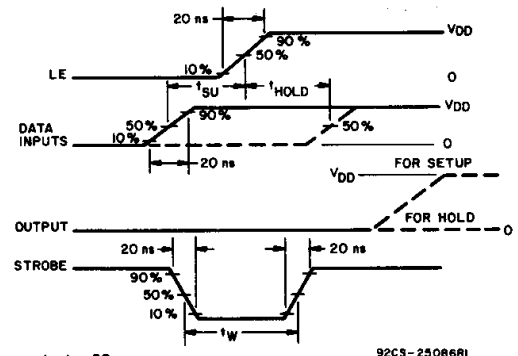 20 ns
VDD
90%
50%
LE
10%
0
tSU
tHOLD
VDD
90%
DATA
INPUTS
50%
10%
50%
0
20 ns
VDD
FOR SETUP
FOR HOLD
OUTPUT
0
20 ns
20 ns
STROBE
90%
50%
10%
tW
92CS-25086RI